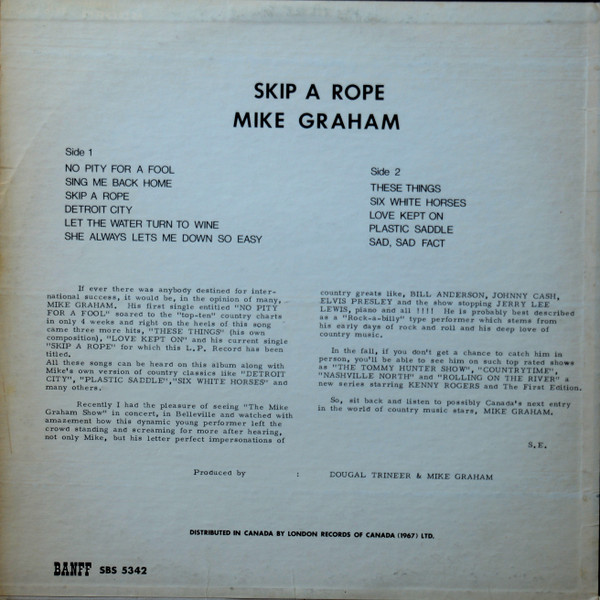 SKIP A ROPE
MIKE GRAHAM
Side 1
NO PITY FOR A FOOL
SING ME BACK HOME
SKIP A ROPE
DETROIT CITY
LET THE WATER TURN TO WINE
SHE ALWAYS LETS ME DOWN SO EASY
Side 2
THESE THINGS
SIX WHITE HORSES
LOVE KEPT ON
PLASTIC SADDLE
SAD, SAD FACT
If ever there was anybody destined for inter-
national success, it would be, in the opinion of many,
MIKE GRAHAM. His first single entitled "NO PITY
FOR A FOOL" soared to the "top-ten" country charts
in only 4 weeks and right on the heels of this song
came three more hits, "THESE THINGS" (his own
composition), "LOVE KEPT ON" and his current single
"SKIP A ROPE" for which this L.P. Record has been
titled.
All these songs can be heard on this album along with
Mike's own version of country classics like "DETROIT
CITY", "PLASTIC SADDLE","SIX WHITE HORSES" and
many others.
Recently I had the pleasure of seeing "The Mike
Graham Show" in concert, in Belleville and watched with
amazement how this dynamic young performer left the
crowd standing and screaming for more after hearing,
not only Mike, but his letter perfect impersonations of
country greats like, BILL ANDERSON, JOHNNY CASH,
ELVIS PRESLEY and the show stopping JERRY LEE
LEWIS, piano and all !!!! He is probably best described
as a "Rock-a-billy" type performer which stems from
his early days of rock and roll and his deep love of
country music.
In the fall, if you don't get a chance to catch him in
person, you'll be able to see him on such top rated shows
as "THE TOMMY HUNTER SHOW", "COUNTRYTIME",
"NASHVILLE NORTH" and "ROLLING ON THE RIVER" a
new series starring KENNY ROGERS and The First Edition.
So, sit back and listen to possibly Canada's next entry
in the world of country music stars, MIKE GRAHAM.
S.E.
Produced by : DOUGAL TRINEER & MIKE GRAHAM
DISTRIBUTED IN CANADA BY LONDON RECORDS OF CANADA (1967) LTD.
BANFF SBS 5342